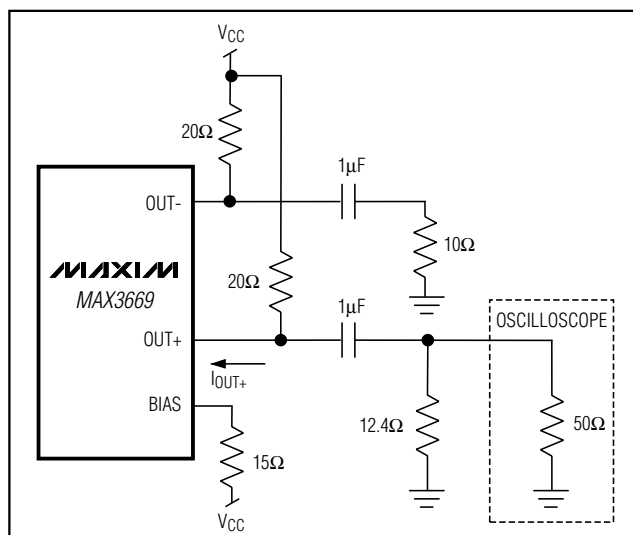 VCC
20Ω
1μF
OUT-
10Ω
MAXIM
MAX3669
20Ω
1μF
OSCILLOSCOPE
OUT+
IOUT+
BIAS
12.4Ω
50Ω
15Ω
VCC